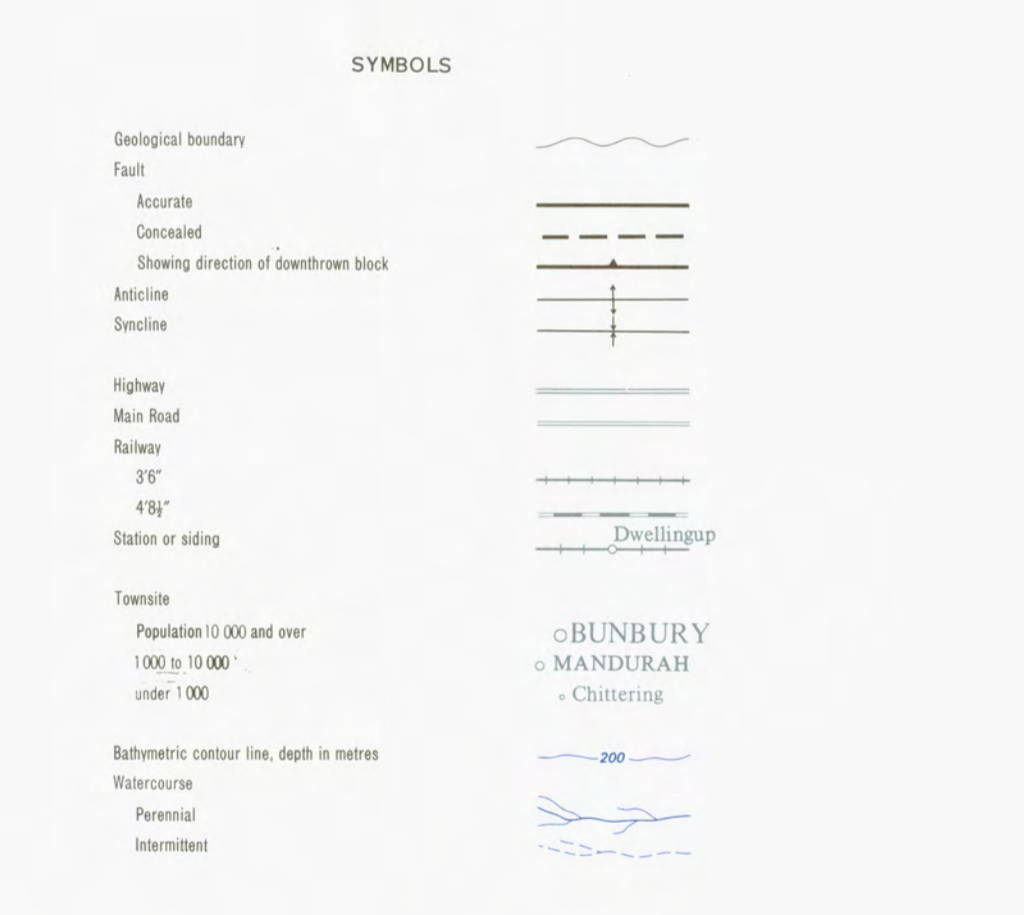 SYMBOLS
Geological boundary
Fault
Accurate
Concealed
Showing direction of downthrown block
Anticline
Syncline
Highway
Main Road
Railway
3'6"
4'8½"
Station or siding Dwellingup
Townsite
Population 10 000 and over BUNBURY
1 000 to 10 000 MANDURAH
under 1 000 Chittering
Bathymetric contour line, depth in metres 200
Watercourse
Perennial
Intermittent